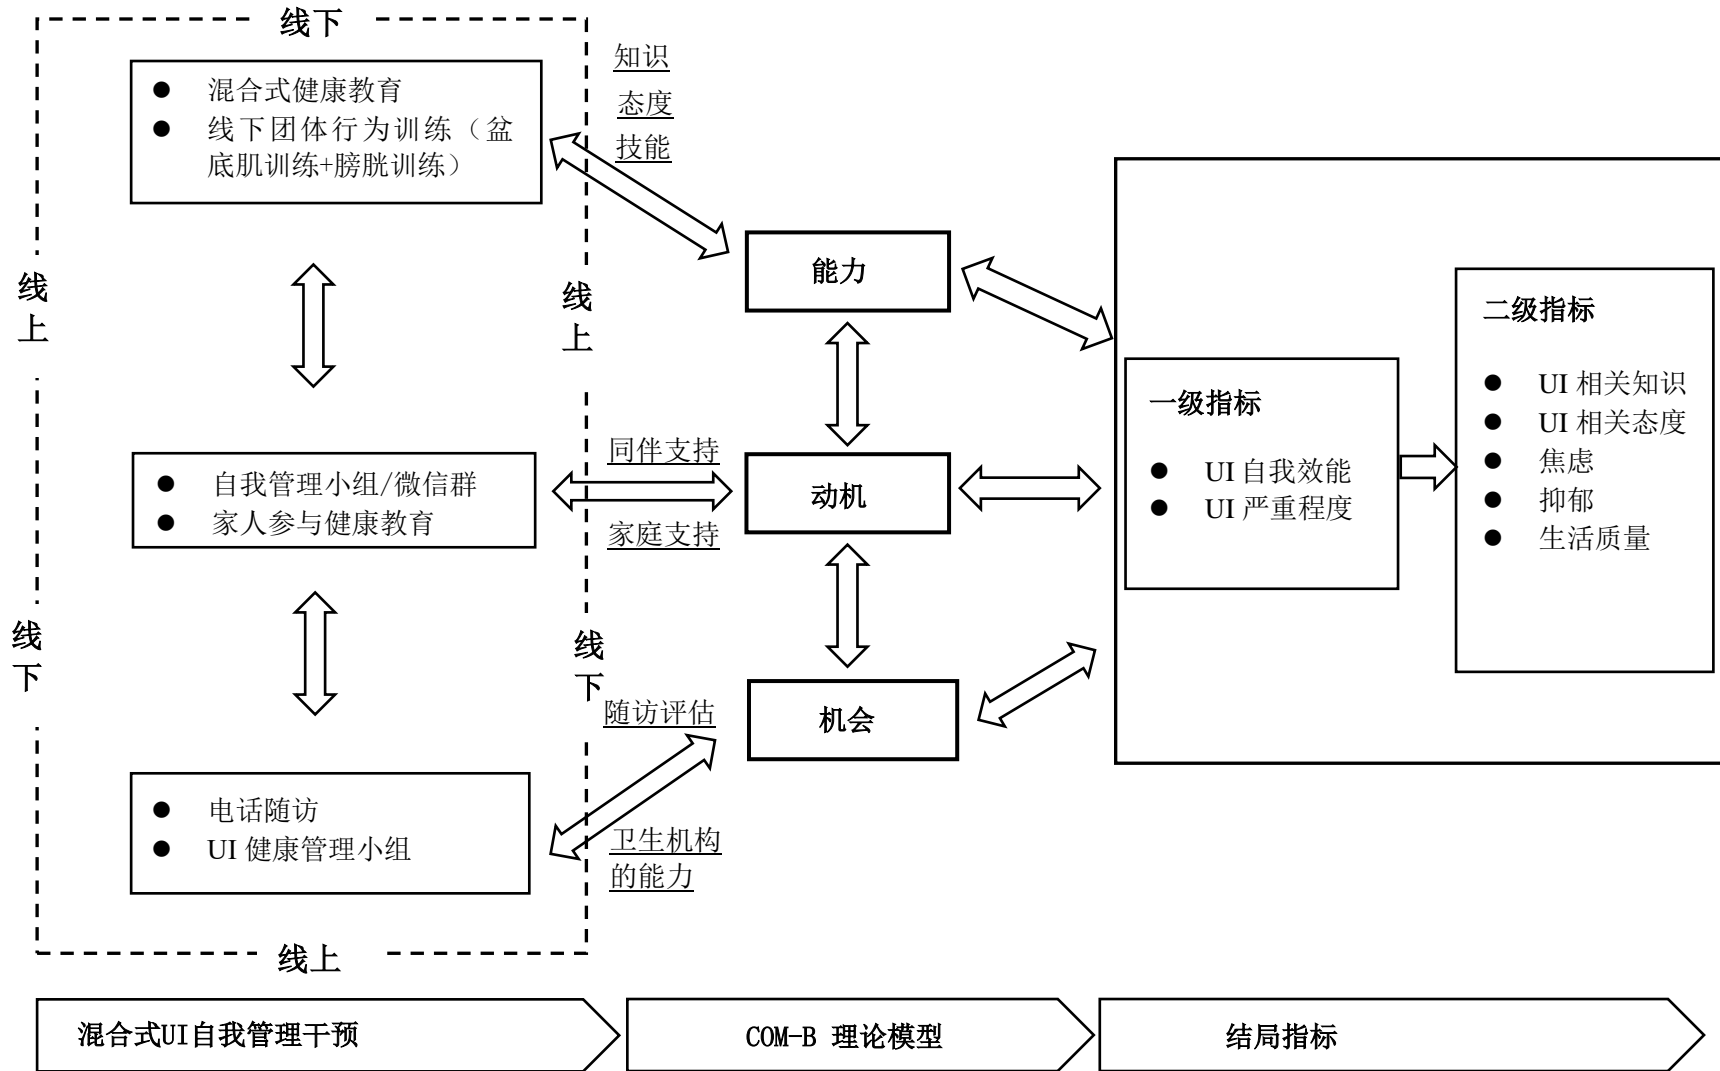 线下
● 混合式健康教育
● 线下团体行为训练（盆
底肌训练+膀胱训练）
线
上
线
上
● 自我管理小组/微信群
● 家人参与健康教育
线
下
线
下
● 电话随访
● UI 健康管理小组
线上
知识
态度
技能
同伴支持
家庭支持
随访评估
卫生机构
的能力
能力
动机
机会
一级指标
● UI 自我效能
● UI 严重程度
二级指标
● UI 相关知识
● UI 相关态度
● 焦虑
● 抑郁
● 生活质量
混合式UI自我管理干预
COM-B 理论模型
结局指标